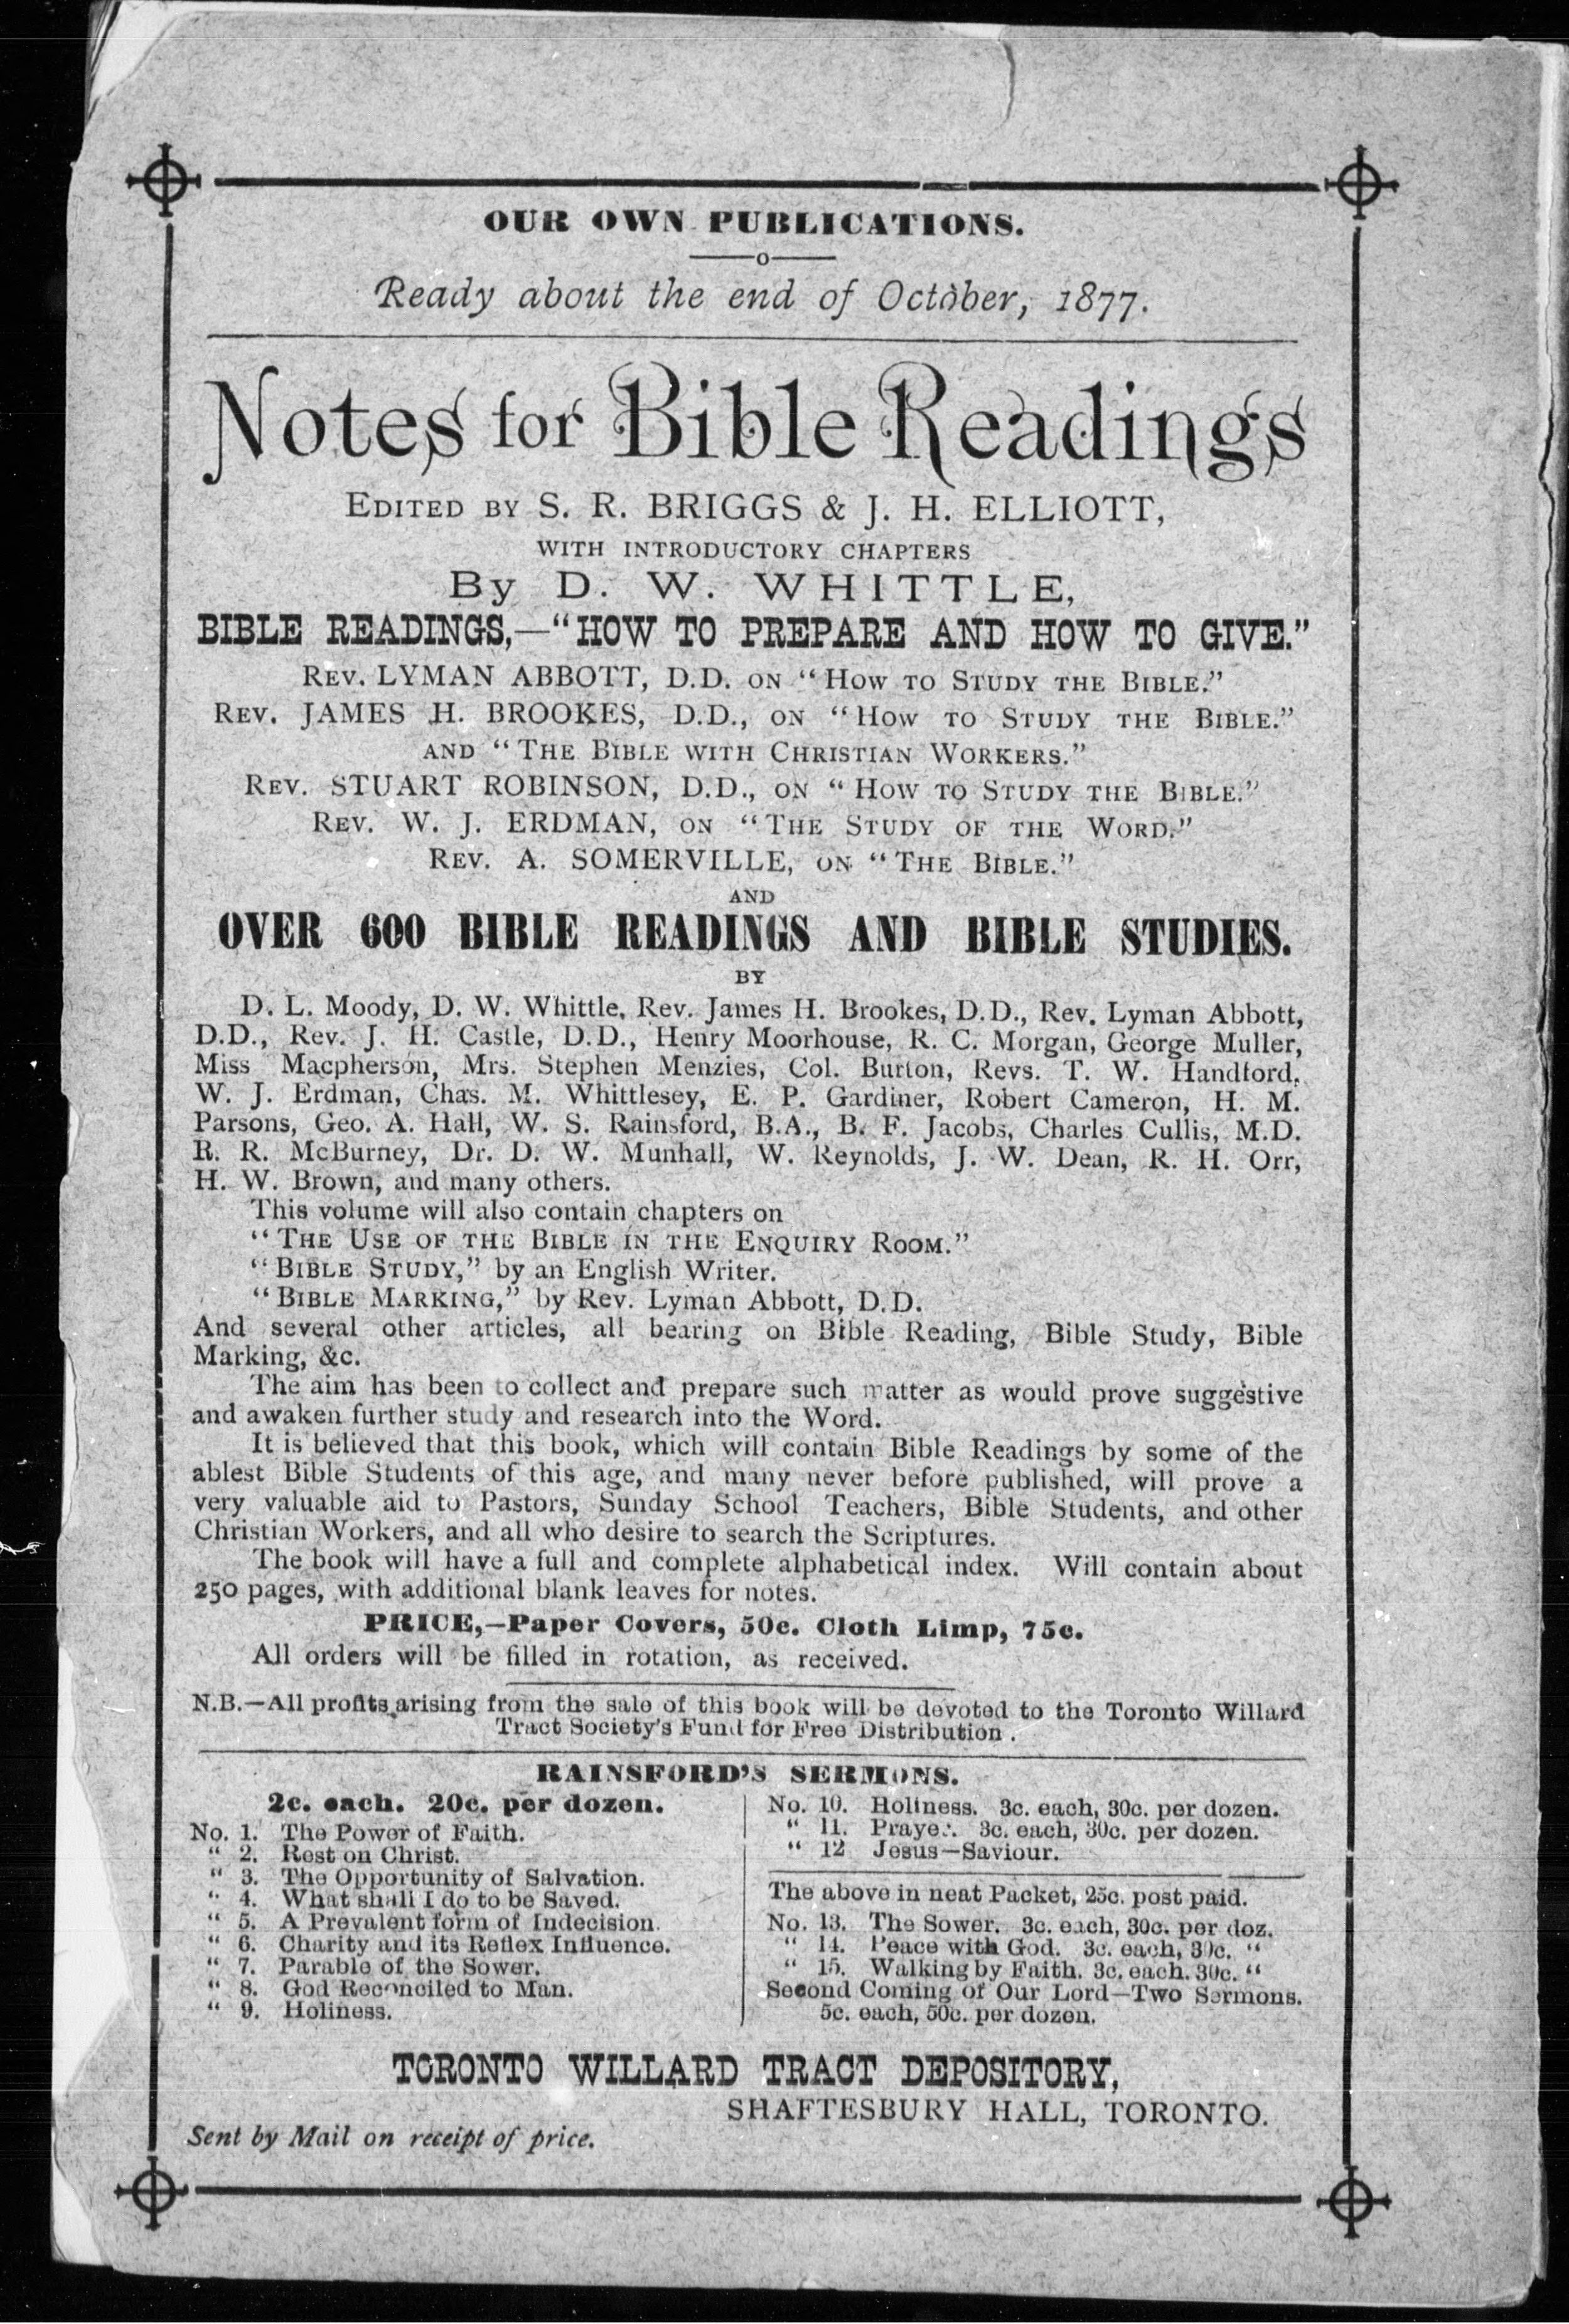 OUR OWN PUBLICATIONS.
Ready about the end of October, 1877.
Notes for Bible Readings
EDITED BY S. R. BRIGGS & J. H. ELLIOTT,
WITH INTRODUCTORY CHAPTERS
By D. W. WHITTLE,
BIBLE READINGS,—"HOW TO PREPARE AND HOW TO GIVE."
REV. LYMAN ABBOTT, D.D. ON "HOW TO STUDY THE BIBLE."
REV. JAMES H. BROOKES, D.D., ON "HOW TO STUDY THE BIBLE."
AND "THE BIBLE WITH CHRISTIAN WORKERS."
REV. STUART ROBINSON, D.D., ON "HOW TO STUDY THE BIBLE."
REV. W. J. ERDMAN, ON "THE STUDY OF THE WORD."
REV. A. SOMERVILLE, ON "THE BIBLE."
AND
OVER 600 BIBLE READINGS AND BIBLE STUDIES.
BY
D. L. Moody, D. W. Whittle, Rev. James H. Brookes, D.D., Rev. Lyman Abbott,
D.D., Rev. J. H. Castle, D.D., Henry Moorhouse, R. C. Morgan, George Muller,
Miss Macpherson, Mrs. Stephen Menzies, Col. Burton, Revs. T. W. Handford,
W. J. Erdman, Chas. M. Whittlesey, E. P. Gardiner, Robert Cameron, H. M.
Parsons, Geo. A. Hall, W. S. Rainsford, B.A., B. F. Jacobs, Charles Cullis, M.D.
R. R. McBurney, Dr. D. W. Munhall, W. Reynolds, J. W. Dean, R. H. Orr,
H. W. Brown, and many others.
This volume will also contain chapters on
"THE USE OF THE BIBLE IN THE ENQUIRY ROOM."
"BIBLE STUDY," by an English Writer.
"BIBLE MARKING," by Rev. Lyman Abbott, D.D.
And several other articles, all bearing on Bible Reading, Bible Study, Bible
Marking, &c.
The aim has been to collect and prepare such matter as would prove suggestive
and awaken further study and research into the Word.
It is believed that this book, which will contain Bible Readings by some of the
ablest Bible Students of this age, and many never before published, will prove a
very valuable aid to Pastors, Sunday School Teachers, Bible Students, and other
Christian Workers, and all who desire to search the Scriptures.
The book will have a full and complete alphabetical index. Will contain about
250 pages, with additional blank leaves for notes.
PRICE,—Paper Covers, 50c. Cloth Limp, 75c.
All orders will be filled in rotation, as received.
N.B.—All profits arising from the sale of this book will be devoted to the Toronto Willard
Tract Society's Fund for Free Distribution.
RAINSFORD'S SERMONS.
2c. each. 20c. per dozen.
No. 1. The Power of Faith.
" 2. Rest on Christ.
" 3. The Opportunity of Salvation.
" 4. What shall I do to be Saved.
" 5. A Prevalent form of Indecision.
" 6. Charity and its Reflex Influence.
" 7. Parable of the Sower.
" 8. God Reconciled to Man.
" 9. Holiness.
No. 10. Holiness. 3c. each, 30c. per dozen.
" 11. Prayer. 3c. each, 30c. per dozen.
" 12 Jesus—Saviour.
The above in neat Packet, 25c. post paid.
No. 13. The Sower. 3c. each, 30c. per doz.
" 14. Peace with God. 3c. each, 30c. "
" 15. Walking by Faith. 3c. each. 30c. "
Second Coming of Our Lord—Two Sermons.
5c. each, 50c. per dozen.
TORONTO WILLARD TRACT DEPOSITORY,
SHAFTESBURY HALL, TORONTO.
Sent by Mail on receipt of price.